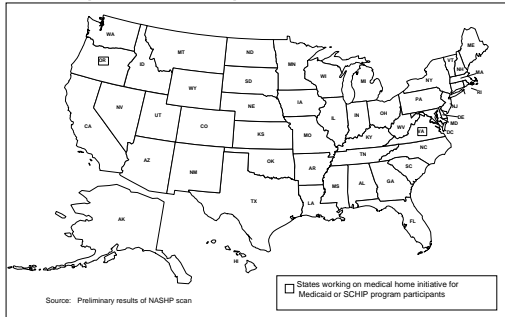 WA
ME
MT
ND
VT
NH
OR
ID
MN
MA
NY
WI
MI
SD
WY
RI
PA
IA
NJ
NE
NV
OH
DE
IL
IN
UT
MD
CO
WV
CA
DC
KS
MO
KY
NC
TN
OK
AZ
SC
AR
NM
GA
MS
AL
TX
LA
AK
FL
HI
States working on medical home initiative for
Medicaid or SCHIP program participants
Source: Preliminary results of NASHP scan